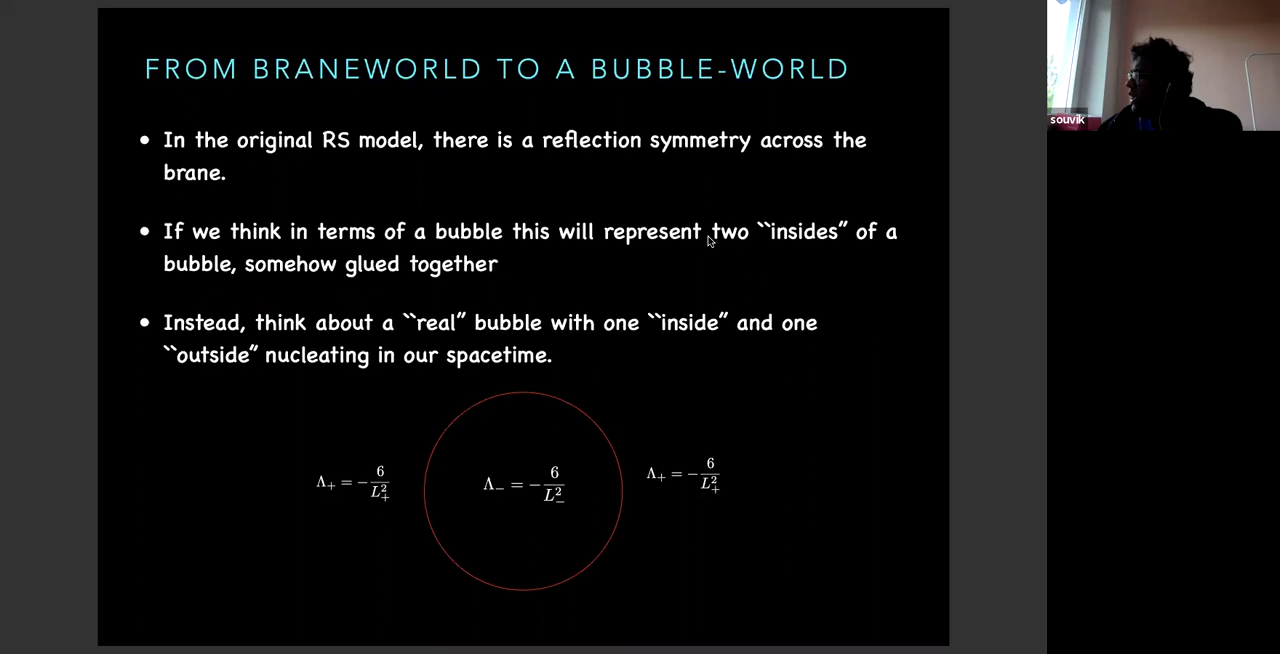 FROM BRANEWORLD TO A BUBBLE-WORLD
souvik
• In the original RS model, there is a reflection symmetry across the
brane.
• If we think in terms of a bubble this will represent two ``insides” of a
bubble, somehow glued together
• Instead, think about a ``real” bubble with one ``inside” and one
``outside” nucleating in our spacetime.
Λ₊ = −6/L₊²
Λ₋ = −6/L₋²
Λ₊ = −6/L₊²